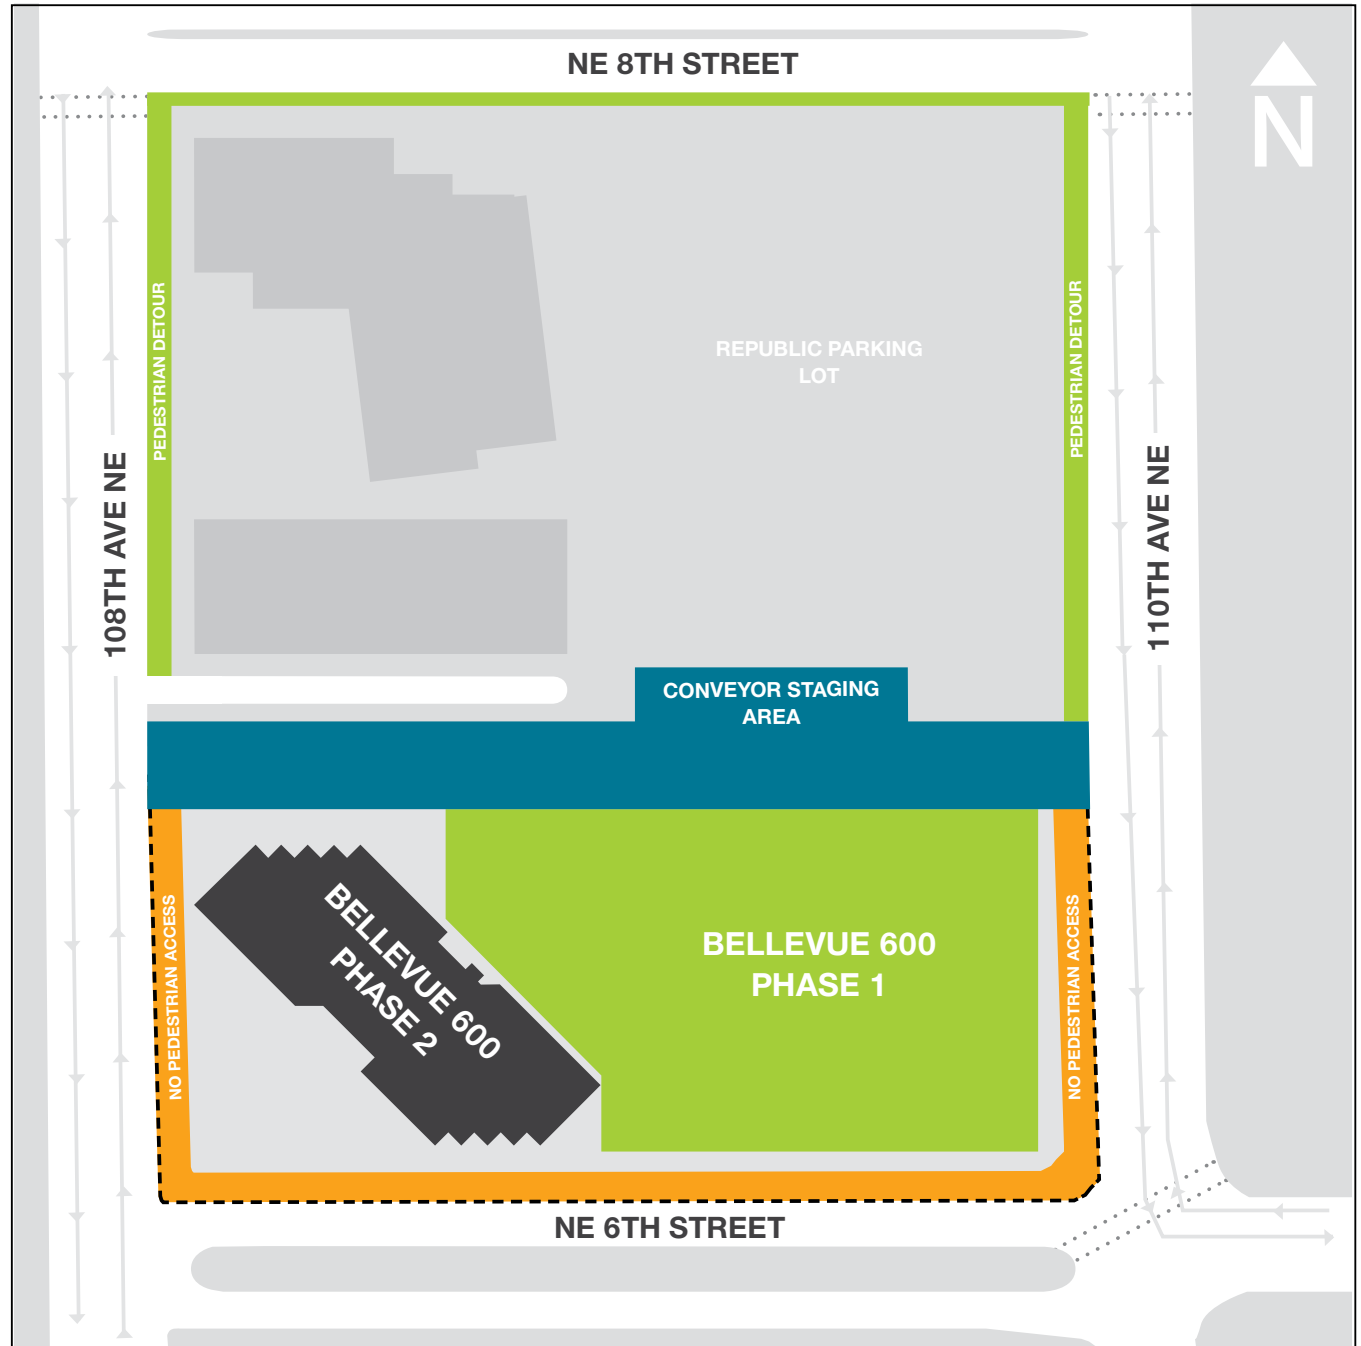 NE 8TH STREET
N
PEDESTRIAN DETOUR
PEDESTRIAN DETOUR
REPUBLIC PARKING
LOT
108TH AVE NE
110TH AVE NE
CONVEYOR STAGING
AREA
NO PEDESTRIAN ACCESS
BELLEVUE 600
PHASE 2
BELLEVUE 600
PHASE 1
NO PEDESTRIAN ACCESS
NE 6TH STREET